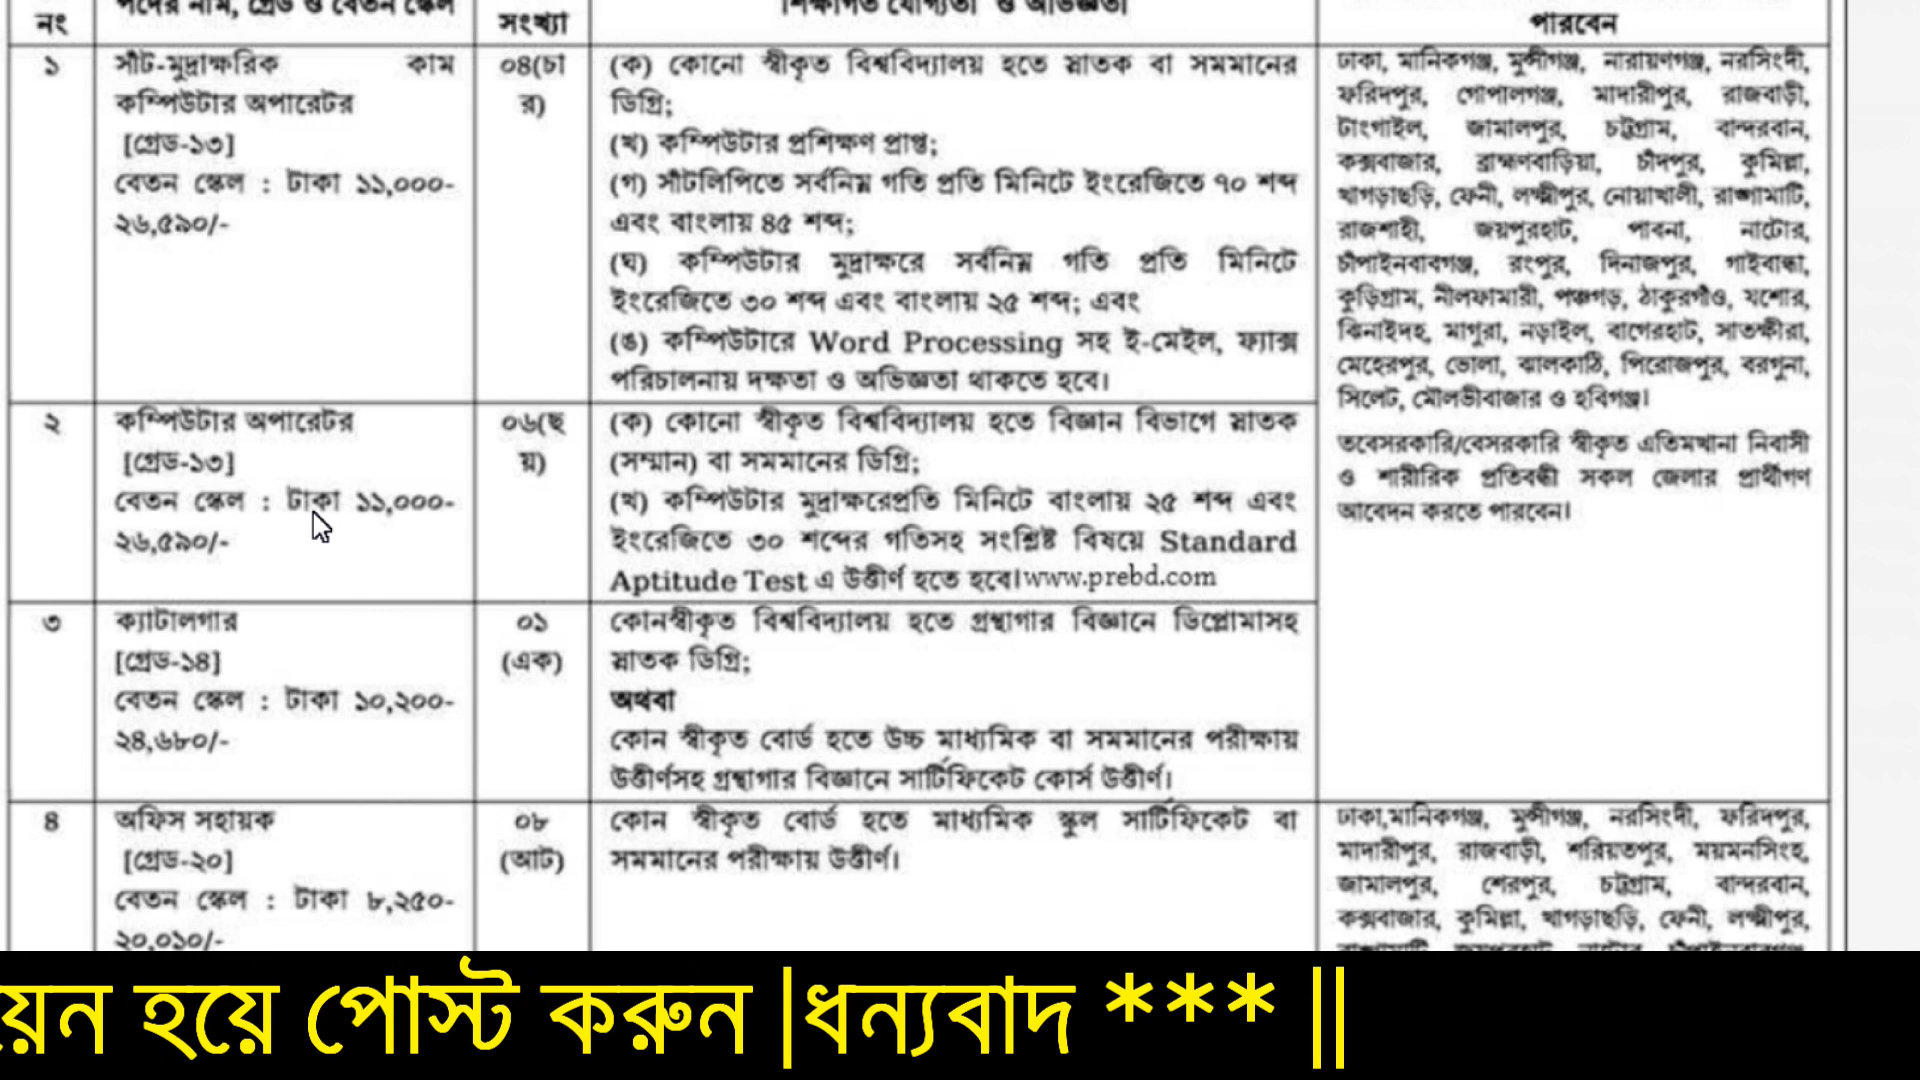 নং
পদের নাম, গ্রেড ও বেতন স্কেল
সংখ্যা
শিক্ষাগত যোগ্যতা ও অভিজ্ঞতা
পারবেন
১
সাঁট-মুদ্রাক্ষরিক কাম
কম্পিউটার অপারেটর
[গ্রেড-১৩]
বেতন স্কেল : টাকা ১১,০০০-
২৬,৫৯০/-
০৪(চা
র)
(ক) কোনো স্বীকৃত বিশ্ববিদ্যালয় হতে স্নাতক বা সমমানের
ডিগ্রি;
(খ) কম্পিউটার প্রশিক্ষণ প্রাপ্ত;
(গ) সাঁটলিপিতে সর্বনিম্ন গতি প্রতি মিনিটে ইংরেজিতে ৭০ শব্দ
এবং বাংলায় ৪৫ শব্দ;
(ঘ) কম্পিউটার মুদ্রাক্ষরে সর্বনিম্ন গতি প্রতি মিনিটে
ইংরেজিতে ৩০ শব্দ এবং বাংলায় ২৫ শব্দ; এবং
(ঙ) কম্পিউটারে Word Processing সহ ই-মেইল, ফ্যাক্স
পরিচালনায় দক্ষতা ও অভিজ্ঞতা থাকতে হবে।
ঢাকা, মানিকগঞ্জ, মুন্সীগঞ্জ, নারায়ণগঞ্জ, নরসিংদী,
ফরিদপুর, গোপালগঞ্জ, মাদারীপুর, রাজবাড়ী,
টাংগাইল, জামালপুর, চট্টগ্রাম, বান্দরবান,
কক্সবাজার, ব্রাহ্মণবাড়িয়া, চাঁদপুর, কুমিল্লা,
খাগড়াছড়ি, ফেনী, লক্ষ্মীপুর, নোয়াখালী, রাঙ্গামাটি,
রাজশাহী, জয়পুরহাট, পাবনা, নাটোর,
চাঁপাইনবাবগঞ্জ, রংপুর, দিনাজপুর, গাইবান্ধা,
কুড়িগ্রাম, নীলফামারী, পঞ্চগড়, ঠাকুরগাঁও, যশোর,
ঝিনাইদহ, মাগুরা, নড়াইল, বাগেরহাট, সাতক্ষীরা,
মেহেরপুর, ভোলা, ঝালকাঠি, পিরোজপুর, বরগুনা,
সিলেট, মৌলভীবাজার ও হবিগঞ্জ।
তবেসরকারি/বেসরকারি স্বীকৃত এতিমখানা নিবাসী
ও শারীরিক প্রতিবন্ধী সকল জেলার প্রার্থীগণ
আবেদন করতে পারবেন।
২
কম্পিউটার অপারেটর
[গ্রেড-১৩]
বেতন স্কেল : টাকা ১১,০০০-
২৬,৫৯০/-
০৬(ছ
য়)
(ক) কোনো স্বীকৃত বিশ্ববিদ্যালয় হতে বিজ্ঞান বিভাগে স্নাতক
(সম্মান) বা সমমানের ডিগ্রি;
(খ) কম্পিউটার মুদ্রাক্ষরেপ্রতি মিনিটে বাংলায় ২৫ শব্দ এবং
ইংরেজিতে ৩০ শব্দের গতিসহ সংশ্লিষ্ট বিষয়ে Standard
Aptitude Test এ উত্তীর্ণ হতে হবে।www.prebd.com
৩
ক্যাটালগার
[গ্রেড-১৪]
বেতন স্কেল : টাকা ১০,২০০-
২৪,৬৮০/-
০১
(এক)
কোনস্বীকৃত বিশ্ববিদ্যালয় হতে গ্রন্থাগার বিজ্ঞানে ডিপ্লোমাসহ
স্নাতক ডিগ্রি;
অথবা
কোন স্বীকৃত বোর্ড হতে উচ্চ মাধ্যমিক বা সমমানের পরীক্ষায়
উত্তীর্ণসহ গ্রন্থাগার বিজ্ঞানে সার্টিফিকেট কোর্স উত্তীর্ণ।
৪
অফিস সহায়ক
[গ্রেড-২০]
বেতন স্কেল : টাকা ৮,২৫০-
২০,০১০/-
০৮
(আট)
কোন স্বীকৃত বোর্ড হতে মাধ্যমিক স্কুল সার্টিফিকেট বা
সমমানের পরীক্ষায় উত্তীর্ণ।
ঢাকা,মানিকগঞ্জ, মুন্সীগঞ্জ, নরসিংদী, ফরিদপুর,
মাদারীপুর, রাজবাড়ী, শরিয়তপুর, ময়মনসিংহ,
জামালপুর, শেরপুর, চট্টগ্রাম, বান্দরবান,
কক্সবাজার, কুমিল্লা, খাগড়াছড়ি, ফেনী, লক্ষ্মীপুর,
য়েন হয়ে পোস্ট করুন |ধন্যবাদ *** ||